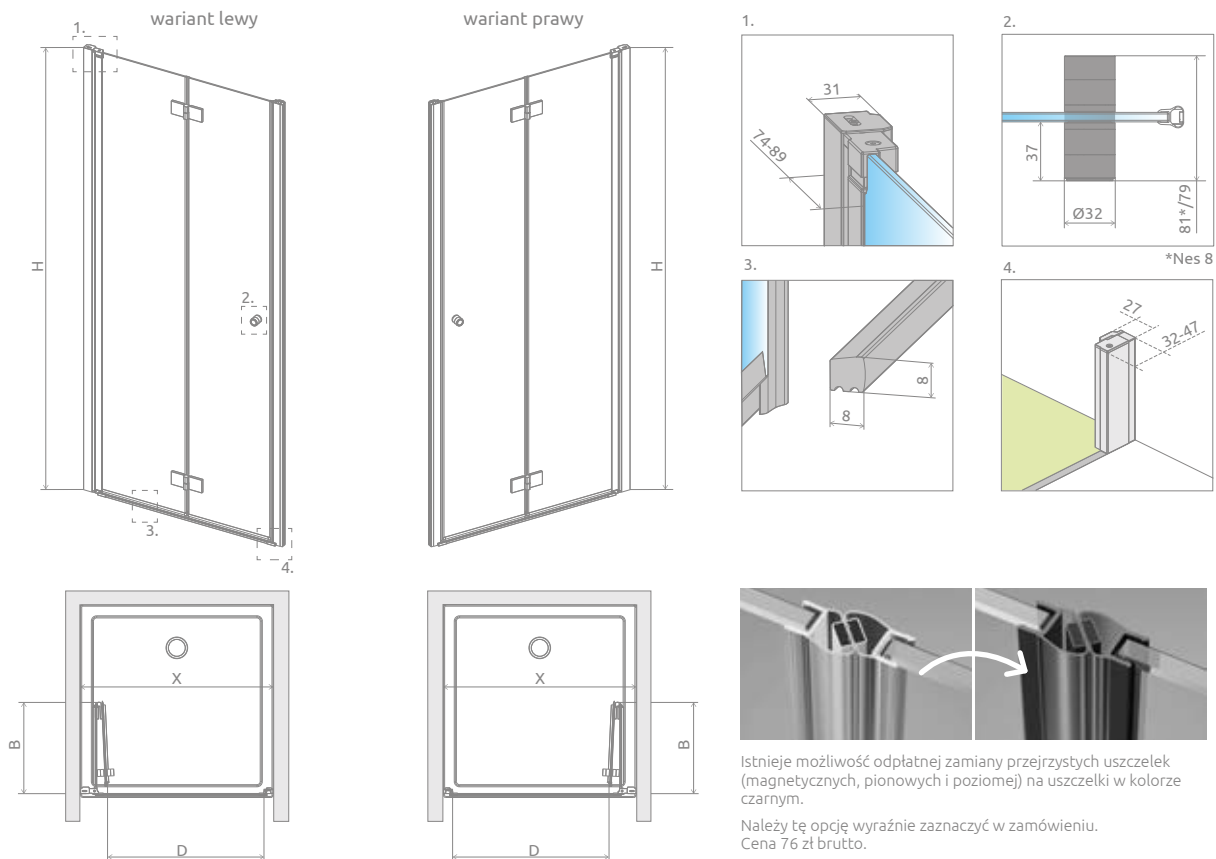 wariant lewy
wariant prawy
1.
H
2.
3.
4.
H
1.
31
74-89
2.
37
Ø32
81*/79
*Nes 8
3.
8
8
4.
27
32-47
X
B
D
X
B
D
Istnieje możliwość odpłatnej zamiany przejrzystych uszczelek
(magnetycznych, pionowych i poziomej) na uszczelki w kolorze
czarnym.
Należy tę opcję wyraźnie zaznaczyć w zamówieniu.
Cena 76 zł brutto.